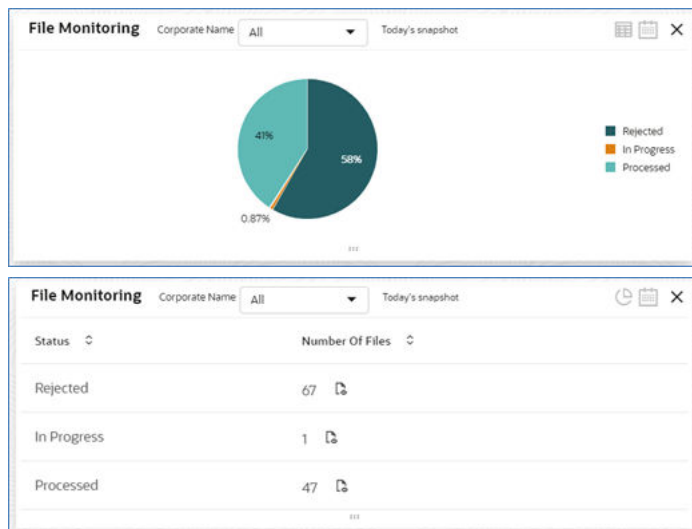 File Monitoring Corporate Name All Today's snapshot
41%
58%
0.87%
Rejected
In Progress
Processed
File Monitoring Corporate Name All Today's snapshot
Status Number Of Files
Rejected 67
In Progress 1
Processed 47